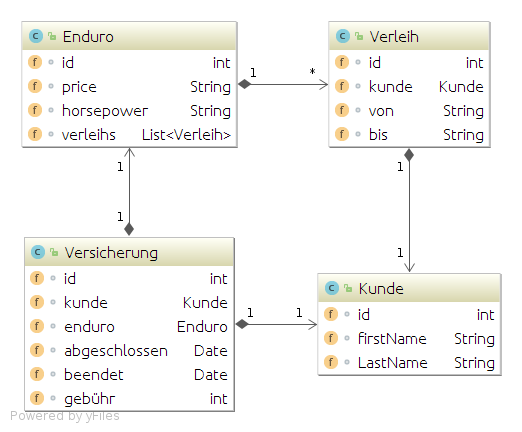 Enduro
id int
price String
horsepower String
verleihs List<Verleih>
1 *
Verleih
id int
kunde Kunde
von String
bis String
1
1
1
1
Versicherung
id int
kunde Kunde
enduro Enduro
abgeschlossen Date
beendet Date
gebühr int
1 1
Kunde
id int
firstName String
LastName String
Powered by yFiles